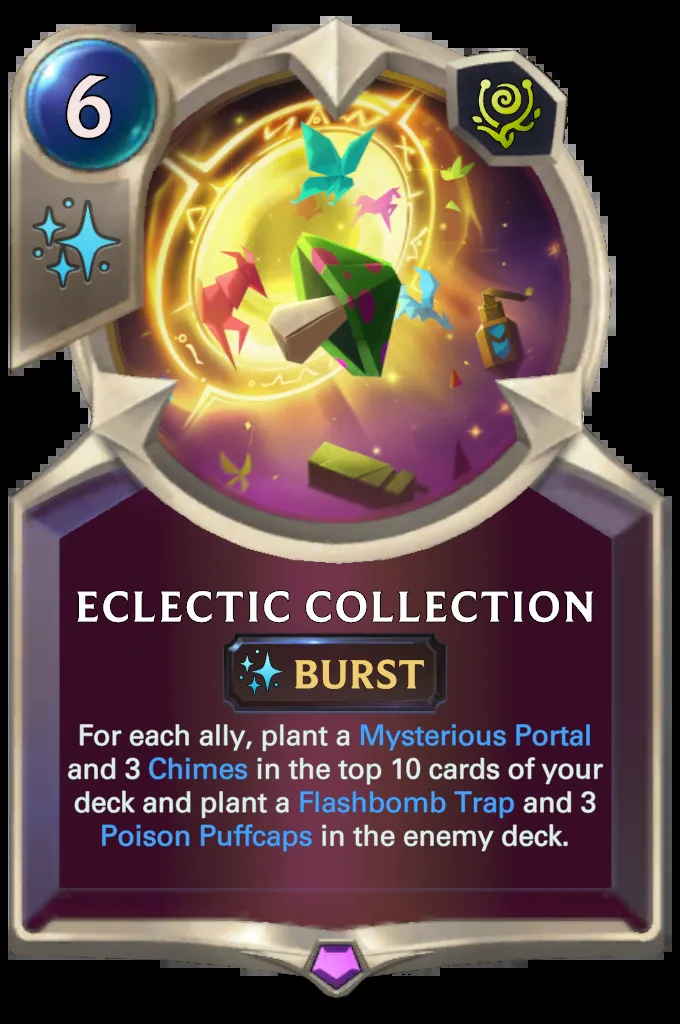 6
ECLECTIC COLLECTION
BURST
For each ally, plant a Mysterious Portal
and 3 Chimes in the top 10 cards of your
deck and plant a Flashbomb Trap and 3
Poison Puffcaps in the enemy deck.